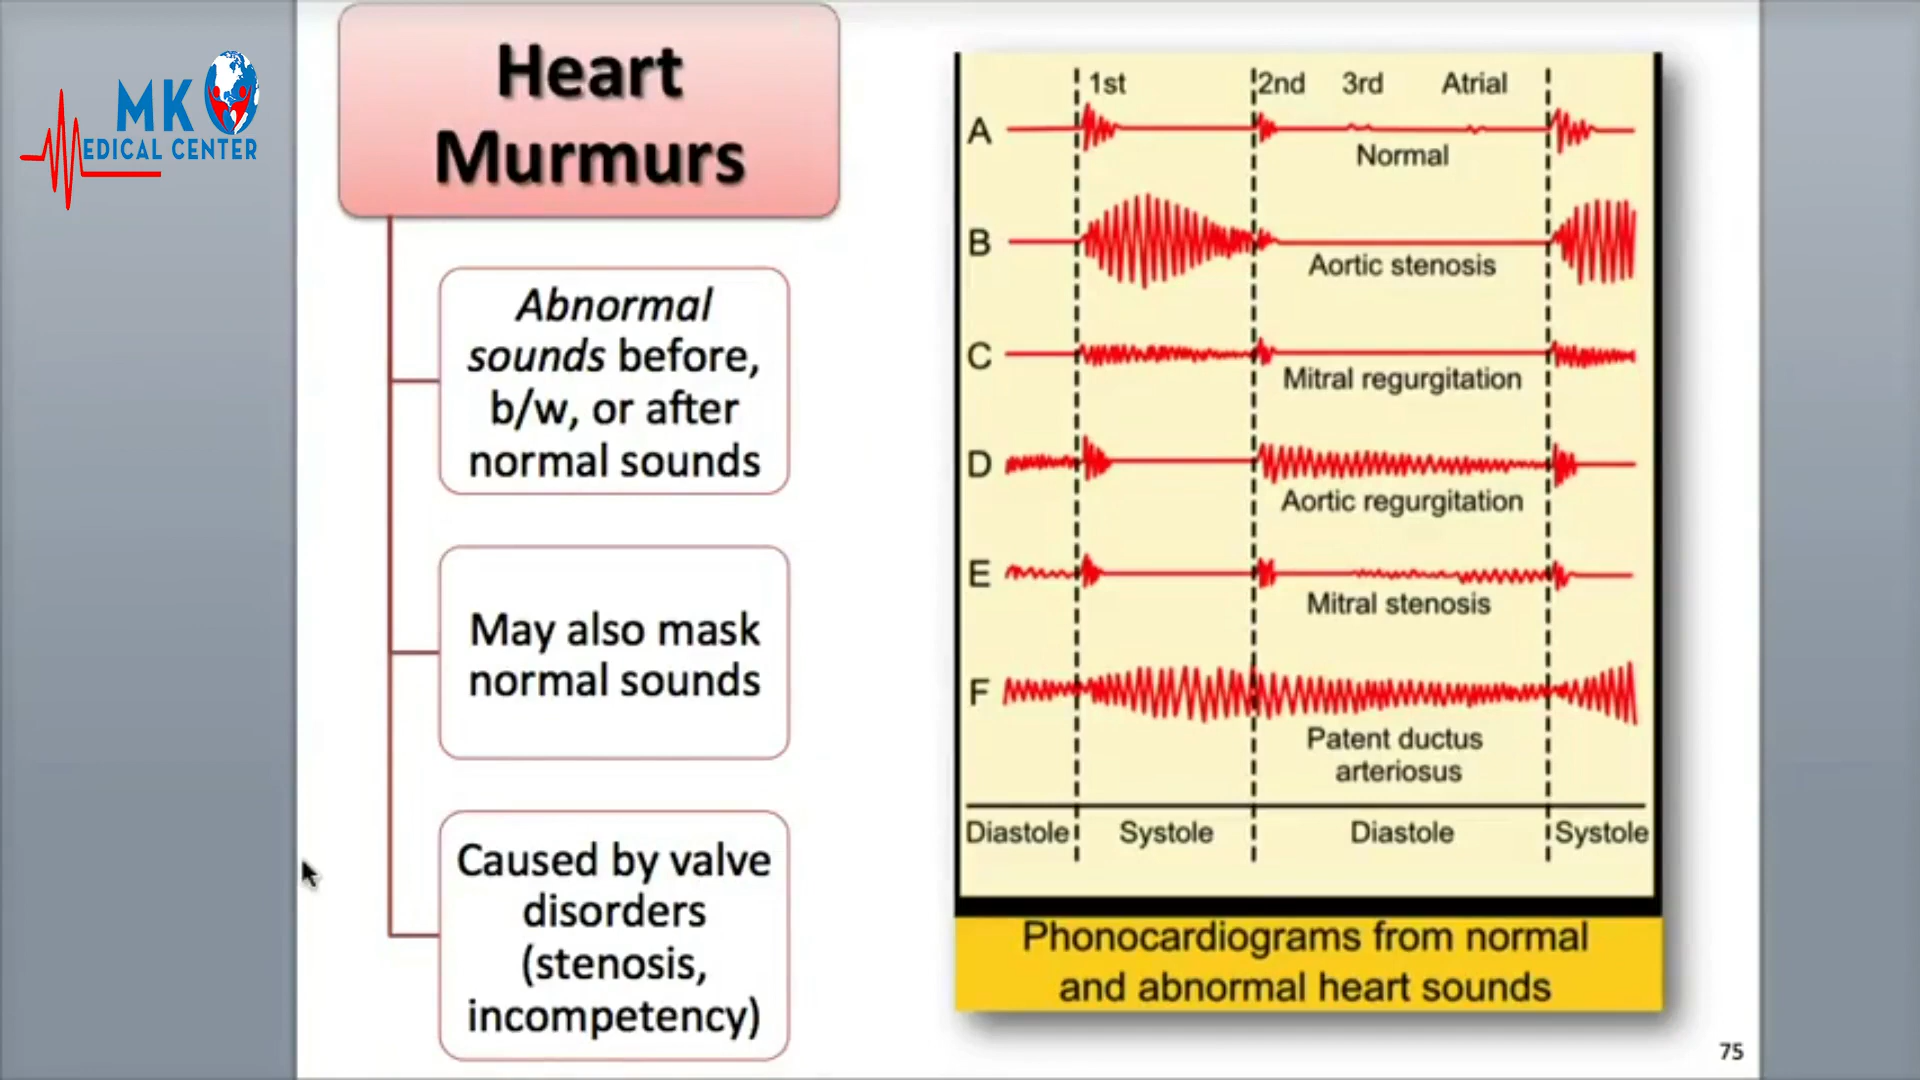 MK
MEDICAL CENTER
Heart
Murmurs
Abnormal
sounds before,
b/w, or after
normal sounds
May also mask
normal sounds
Caused by valve
disorders
(stenosis,
incompetency)
1st 2nd 3rd Atrial
A
Normal
B
Aortic stenosis
C
Mitral regurgitation
D
Aortic regurgitation
E
Mitral stenosis
F
Patent ductus
arteriosus
Diastole Systole Diastole Systole
Phonocardiograms from normal
and abnormal heart sounds
75